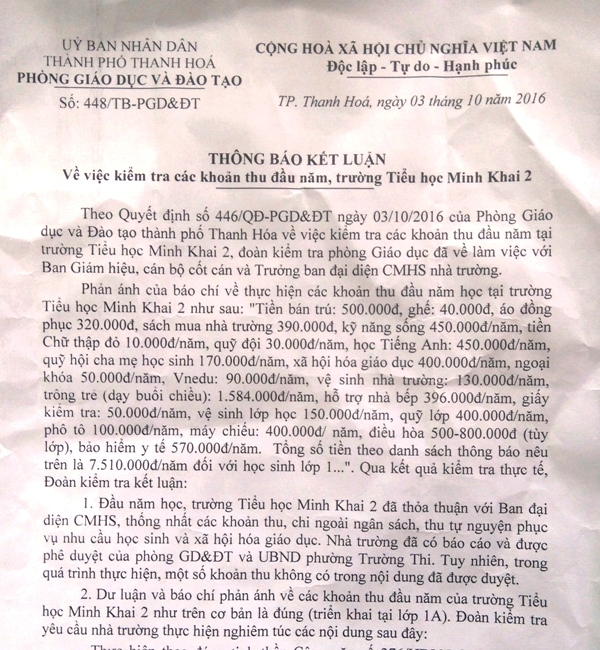 UỶ BAN NHÂN DÂN
THÀNH PHỐ THANH HOÁ
PHÒNG GIÁO DỤC VÀ ĐÀO TẠO
Số: 448/TB-PGD&ĐT
CỘNG HOÀ XÃ HỘI CHỦ NGHĨA VIỆT NAM
Độc lập - Tự do - Hạnh phúc
TP. Thanh Hoá, ngày 03 tháng 10 năm 2016
THÔNG BÁO KẾT LUẬN
Về việc kiểm tra các khoản thu đầu năm, trường Tiểu học Minh Khai 2
Theo Quyết định số 446/QĐ-PGD&ĐT ngày 03/10/2016 của Phòng Giáo
dục và Đào tạo thành phố Thanh Hóa về việc kiểm tra các khoản thu đầu năm tại
trường Tiểu học Minh Khai 2, đoàn kiểm tra phòng Giáo dục đã về làm việc với
Ban Giám hiệu, cán bộ cốt cán và Trưởng ban đại diện CMHS nhà trường.
Phản ánh của báo chí về thực hiện các khoản thu đầu năm học tại trường
Tiểu học Minh Khai 2 như sau: "Tiền bán trú: 500.000đ, ghế: 40.000đ, áo đồng
phục 320.000đ, sách mua nhà trường 390.000đ, kỹ năng sống 450.000đ/năm, tiền
Chữ thập đỏ 10.000đ/năm, quỹ đội 30.000đ/năm, học Tiếng Anh: 450.000đ/năm,
quỹ hội cha mẹ học sinh 170.000đ/năm, xã hội hóa giáo dục 400.000đ/năm, ngoại
khóa 50.000đ/năm, Vnedu: 90.000đ/năm, vệ sinh nhà trường: 130.000đ/năm,
trông trẻ (dạy buổi chiều): 1.584.000đ/năm, hỗ trợ nhà bếp 396.000đ/năm, giấy
kiểm tra: 50.000đ/năm, vệ sinh lớp học 150.000đ/năm, quỹ lớp 400.000đ/năm,
phô tô 100.000đ/năm, máy chiếu: 400.000đ/ năm, điều hòa 500-800.000đ (tùy
lớp), bảo hiểm y tế 570.000đ/năm. Tổng số tiền theo danh sách thông báo nêu
trên là 7.510.000đ/năm đối với học sinh lớp 1...". Qua kết quả kiểm tra thực tế,
Đoàn kiểm tra kết luận:
1. Đầu năm học, trường Tiểu học Minh Khai 2 đã thỏa thuận với Ban đại
diện CMHS, thống nhất các khoản thu, chi ngoài ngân sách, thu tự nguyện phục
vụ nhu cầu học sinh và xã hội hóa giáo dục. Nhà trường đã có báo cáo và được
phê duyệt của phòng GD&ĐT và UBND phường Trường Thi. Tuy nhiên, trong
quá trình thực hiện, một số khoản thu không có trong nội dung đã được duyệt.
2. Dư luận và báo chí phản ánh về các khoản thu đầu năm của trường Tiểu
học Minh Khai 2 như trên cơ bản là đúng (triển khai tại lớp 1A). Đoàn kiểm tra
yêu cầu nhà trường thực hiện nghiêm túc các nội dung sau đây: